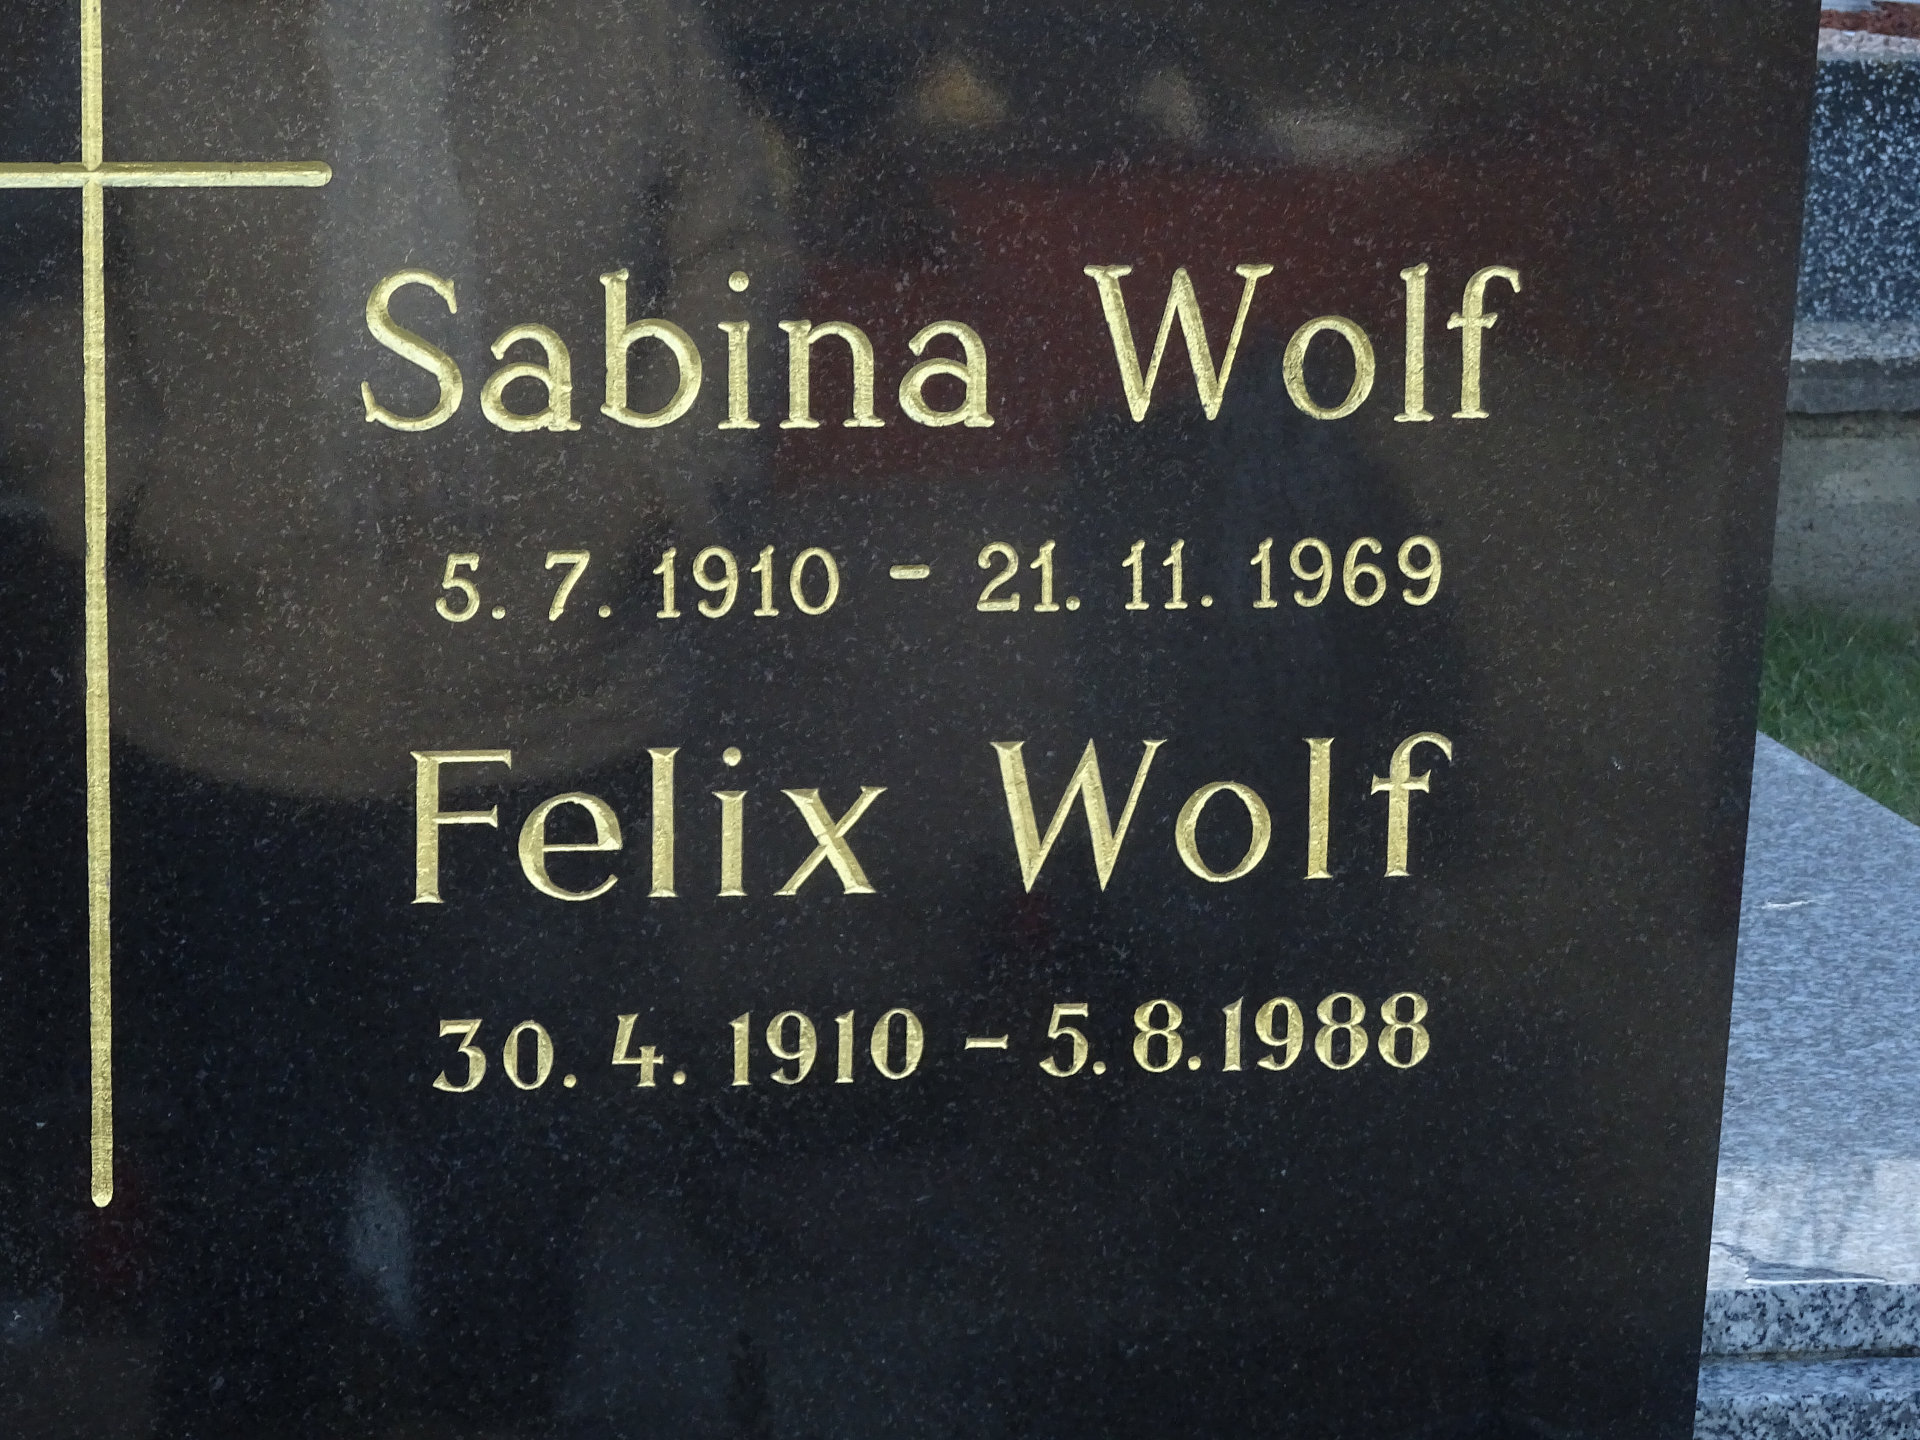 Sabina Wolf
5. 7. 1910 - 21. 11. 1969
Felix Wolf
30. 4. 1910 - 5. 8. 1988